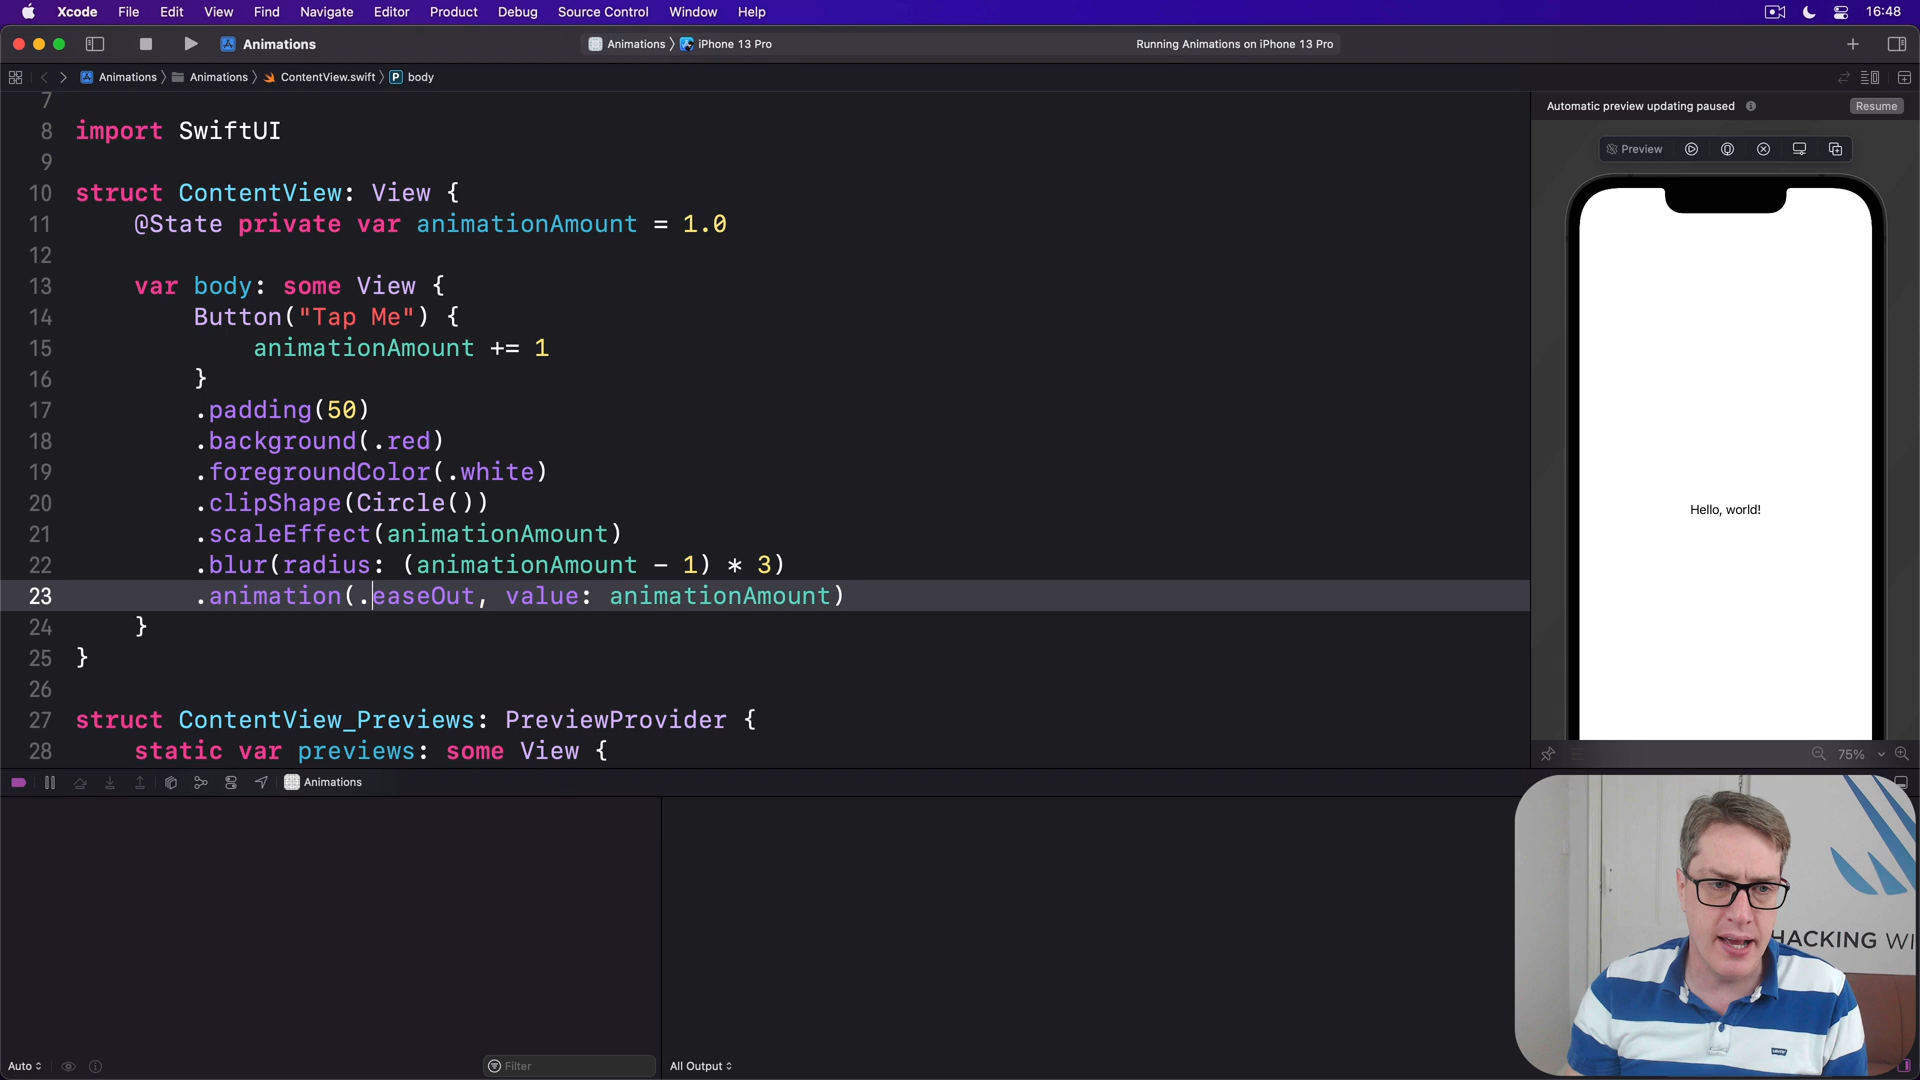 Xcode File Edit View Find Navigate Editor Product Debug Source Control Window Help 16:48
Animations Animations iPhone 13 Pro Running Animations on iPhone 13 Pro
Animations Animations ContentView.swift body
Automatic preview updating paused Resume
Preview
7
8 import SwiftUI
9
10 struct ContentView: View {
11 @State private var animationAmount = 1.0
12
13 var body: some View {
14 Button("Tap Me") {
15 animationAmount += 1
16 }
17 .padding(50)
18 .background(.red)
19 .foregroundColor(.white)
20 .clipShape(Circle())
21 .scaleEffect(animationAmount)
22 .blur(radius: (animationAmount - 1) * 3)
23 .animation(.easeOut, value: animationAmount)
24 }
25 }
26
27 struct ContentView_Previews: PreviewProvider {
28 static var previews: some View {
Hello, world!
75%
Animations
HACKING WI
Levi's
Auto Filter All Output